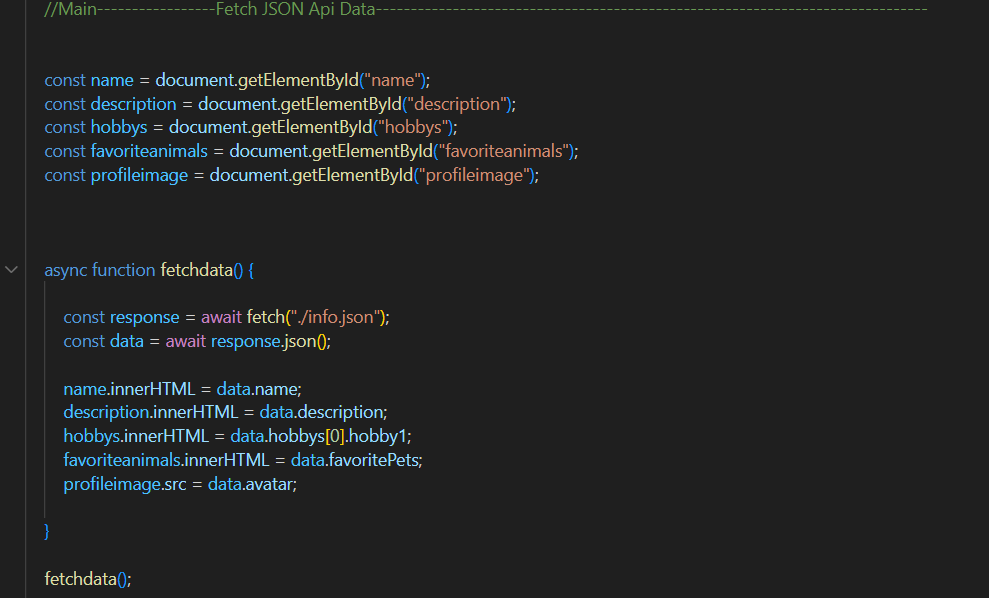 //Main-----------------Fetch JSON Api Data--------------------------------------------------------------------------------
const name = document.getElementById("name");
const description = document.getElementById("description");
const hobbys = document.getElementById("hobbys");
const favoriteanimals = document.getElementById("favoriteanimals");
const profileimage = document.getElementById("profileimage");
async function fetchdata() {
const response = await fetch("./info.json");
const data = await response.json();
name.innerHTML = data.name;
description.innerHTML = data.description;
hobbys.innerHTML = data.hobbys[0].hobby1;
favoriteanimals.innerHTML = data.favoritePets;
profileimage.src = data.avatar;
}
fetchdata();